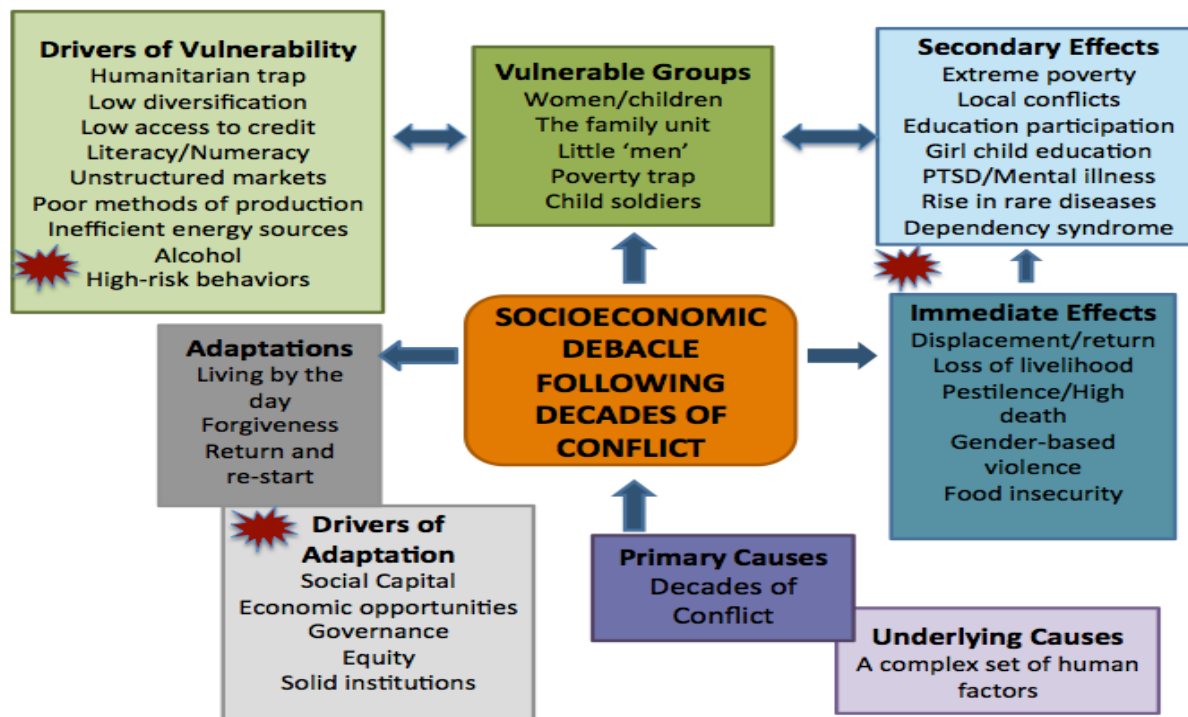 Drivers of Vulnerability
Humanitarian trap
Low diversification
Low access to credit
Literacy/Numeracy
Unstructured markets
Poor methods of production
Inefficient energy sources
Alcohol
High-risk behaviors
Vulnerable Groups
Women/children
The family unit
Little ‘men’
Poverty trap
Child soldiers
Secondary Effects
Extreme poverty
Local conflicts
Education participation
Girl child education
PTSD/Mental illness
Rise in rare diseases
Dependency syndrome
Adaptations
Living by the
day
Forgiveness
Return and
re-start
SOCIOECONOMIC
DEBACLE
FOLLOWING
DECADES OF
CONFLICT
Immediate Effects
Displacement/return
Loss of livelihood
Pestilence/High
death
Gender-based
violence
Food insecurity
Drivers of
Adaptation
Social Capital
Economic opportunities
Governance
Equity
Solid institutions
Primary Causes
Decades of
Conflict
Underlying Causes
A complex set of human
factors